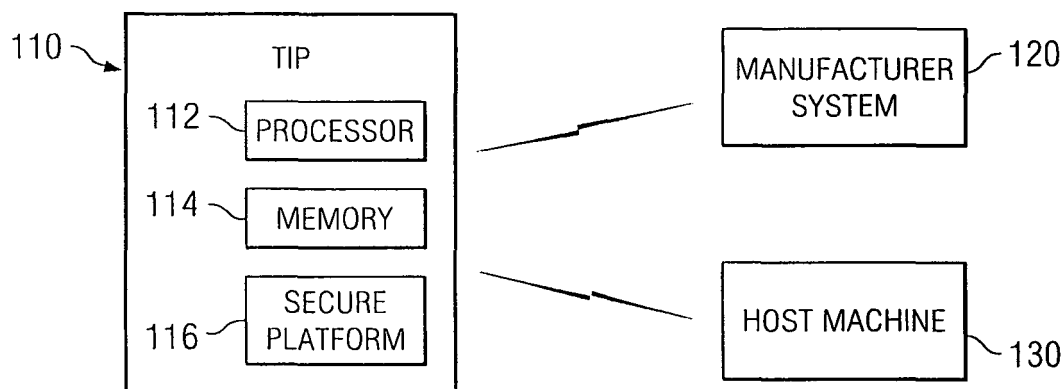 110
TIP
112
PROCESSOR
114
MEMORY
116
SECURE
PLATFORM
MANUFACTURER
SYSTEM
120
HOST MACHINE
130